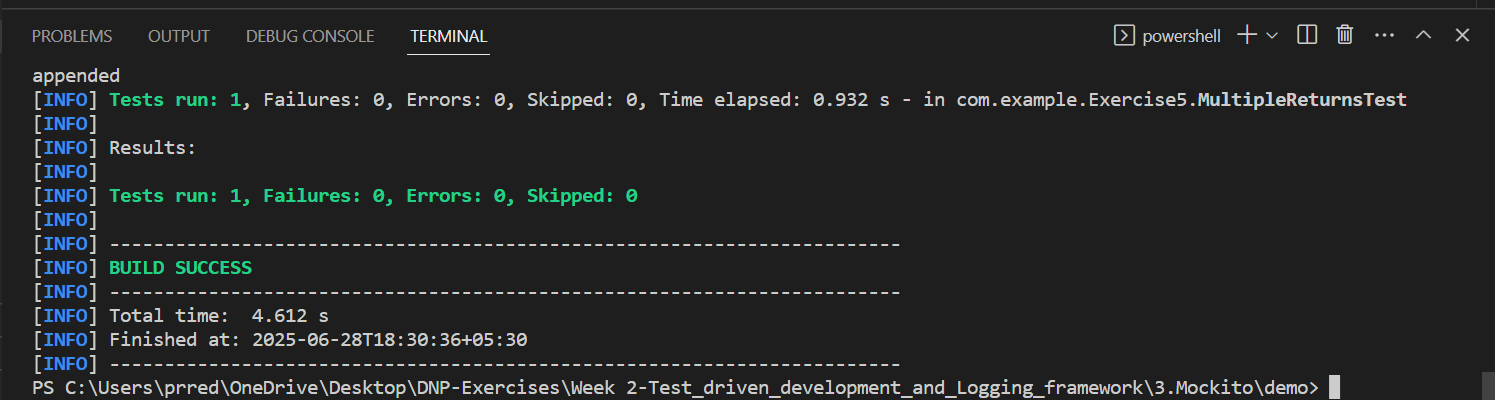 PROBLEMS OUTPUT DEBUG CONSOLE TERMINAL powershell
appended
[INFO] Tests run: 1, Failures: 0, Errors: 0, Skipped: 0, Time elapsed: 0.932 s - in com.example.Exercise5.MultipleReturnsTest
[INFO]
[INFO] Results:
[INFO]
[INFO] Tests run: 1, Failures: 0, Errors: 0, Skipped: 0
[INFO]
[INFO] ------------------------------------------------------------------------
[INFO] BUILD SUCCESS
[INFO] ------------------------------------------------------------------------
[INFO] Total time:  4.612 s
[INFO] Finished at: 2025-06-28T18:30:36+05:30
[INFO] ------------------------------------------------------------------------
PS C:\Users\prred\OneDrive\Desktop\DNP-Exercises\Week 2-Test_driven_development_and_Logging_framework\3.Mockito\demo>